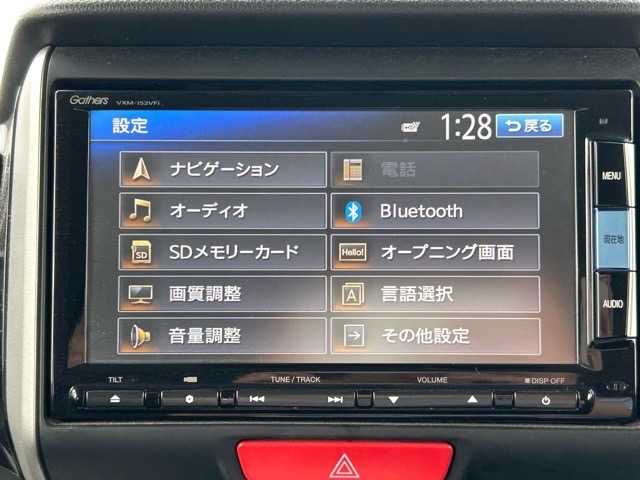 Gathers
VXM-152VFi
設定
1:28
戻る
ナビゲーション
電話
オーディオ
Bluetooth
SD
SDメモリーカード
Hello!
オープニング画面
画質調整
A
言語選択
音量調整
その他設定
MENU
現在地
AUDIO
TILT
TUNE / TRACK
VOLUME
DISP OFF